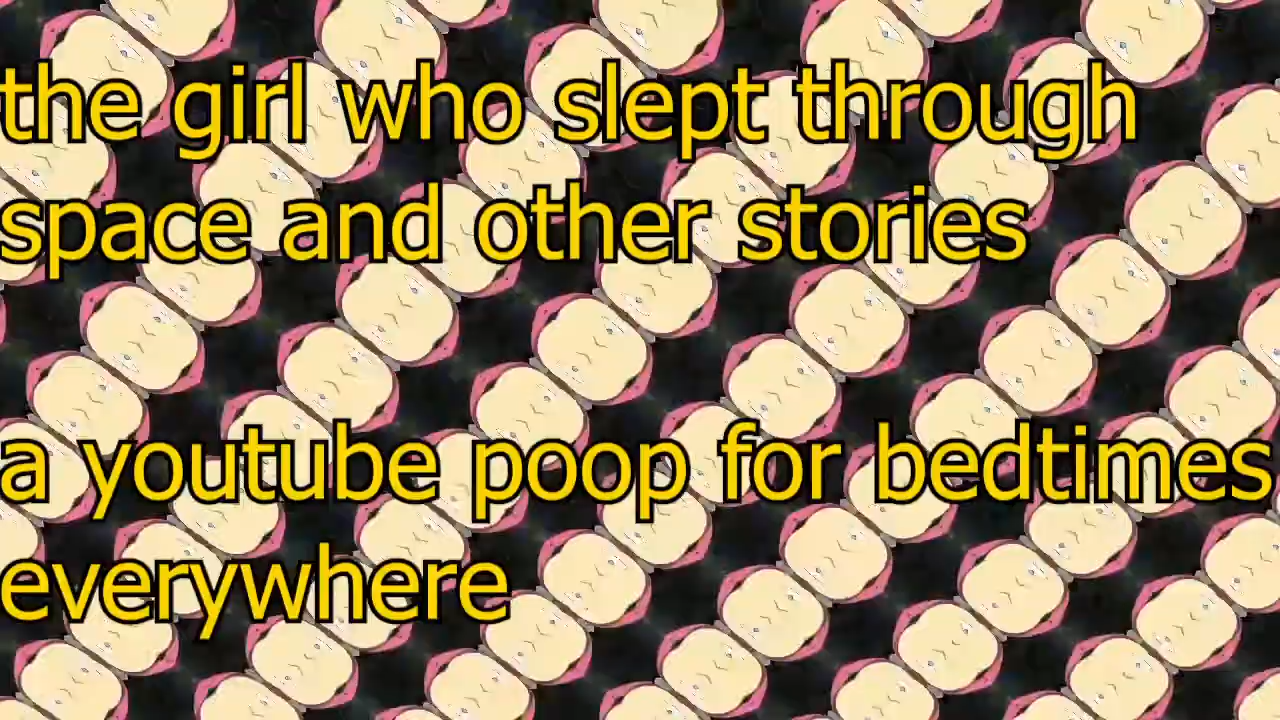 the girl who slept through
space and other stories
a youtube poop for bedtimes
everywhere